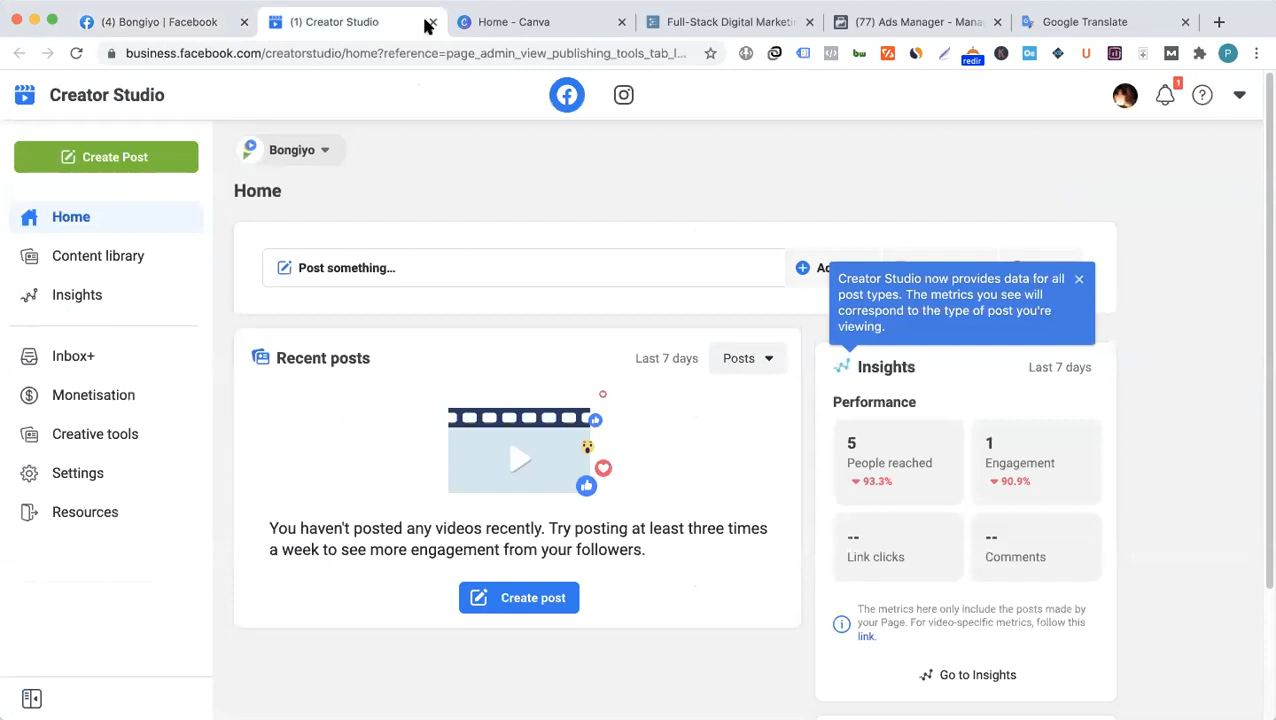 (4) Bongiyo | Facebook
(1) Creator Studio
Home - Canva
Full-Stack Digital Marketi
(77) Ads Manager - Mana
Google Translate
business.facebook.com/creatorstudio/home?reference=page_admin_view_publishing_tools_tab_l...
bw
Oe
redir
U
K
M
P
Creator Studio
1
Create Post
Home
Content library
Insights
Inbox+
Monetisation
Creative tools
Settings
Resources
Bongiyo
Home
Post something...
Ad
Creator Studio now provides data for all
post types. The metrics you see will
correspond to the type of post you're
viewing.
Recent posts
Last 7 days
Posts
You haven't posted any videos recently. Try posting at least three times
a week to see more engagement from your followers.
Create post
Insights
Last 7 days
Performance
5
People reached
93.3%
1
Engagement
90.9%
--
Link clicks
--
Comments
The metrics here only include the posts made by
your Page. For video-specific metrics, follow this
link.
Go to Insights